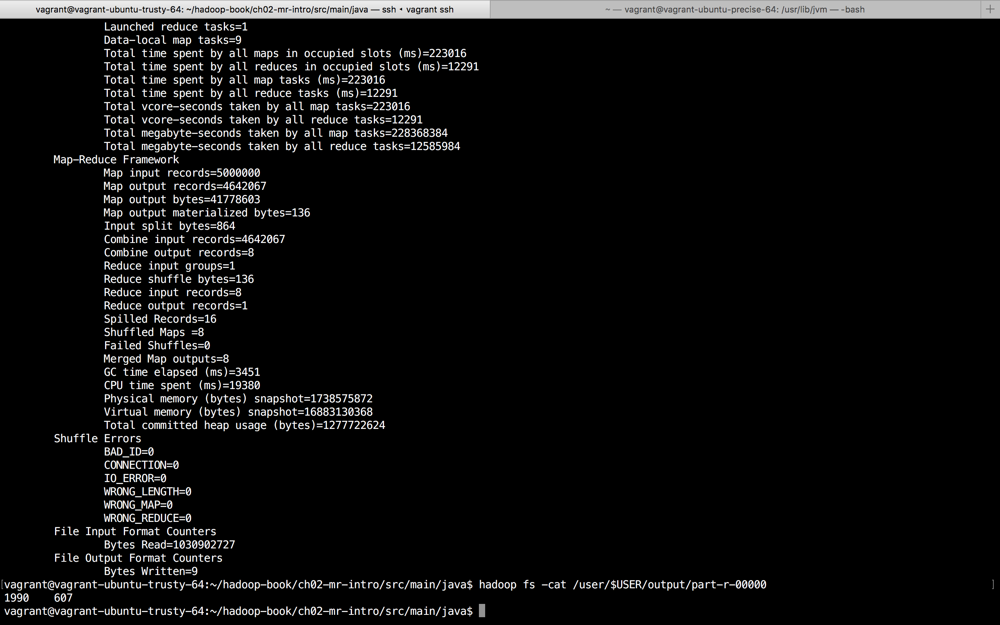 vagrant@vagrant-ubuntu-trusty-64: ~/hadoop-book/ch02-mr-intro/src/main/java — ssh ◂ vagrant ssh
~ — vagrant@vagrant-ubuntu-precise-64: /usr/lib/jvm — -bash
Launched reduce tasks=1
Data-local map tasks=9
Total time spent by all maps in occupied slots (ms)=223016
Total time spent by all reduces in occupied slots (ms)=12291
Total time spent by all map tasks (ms)=223016
Total time spent by all reduce tasks (ms)=12291
Total vcore-seconds taken by all map tasks=223016
Total vcore-seconds taken by all reduce tasks=12291
Total megabyte-seconds taken by all map tasks=228368384
Total megabyte-seconds taken by all reduce tasks=12585984
Map-Reduce Framework
Map input records=5000000
Map output records=4642067
Map output bytes=41778603
Map output materialized bytes=136
Input split bytes=864
Combine input records=4642067
Combine output records=8
Reduce input groups=1
Reduce shuffle bytes=136
Reduce input records=8
Reduce output records=1
Spilled Records=16
Shuffled Maps =8
Failed Shuffles=0
Merged Map outputs=8
GC time elapsed (ms)=3451
CPU time spent (ms)=19380
Physical memory (bytes) snapshot=1738575872
Virtual memory (bytes) snapshot=16883130368
Total committed heap usage (bytes)=1277722624
Shuffle Errors
BAD_ID=0
CONNECTION=0
IO_ERROR=0
WRONG_LENGTH=0
WRONG_MAP=0
WRONG_REDUCE=0
File Input Format Counters
Bytes Read=1030902727
File Output Format Counters
Bytes Written=9
[vagrant@vagrant-ubuntu-trusty-64:~/hadoop-book/ch02-mr-intro/src/main/java$ hadoop fs -cat /user/$USER/output/part-r-00000 ]
1990 607
vagrant@vagrant-ubuntu-trusty-64:~/hadoop-book/ch02-mr-intro/src/main/java$